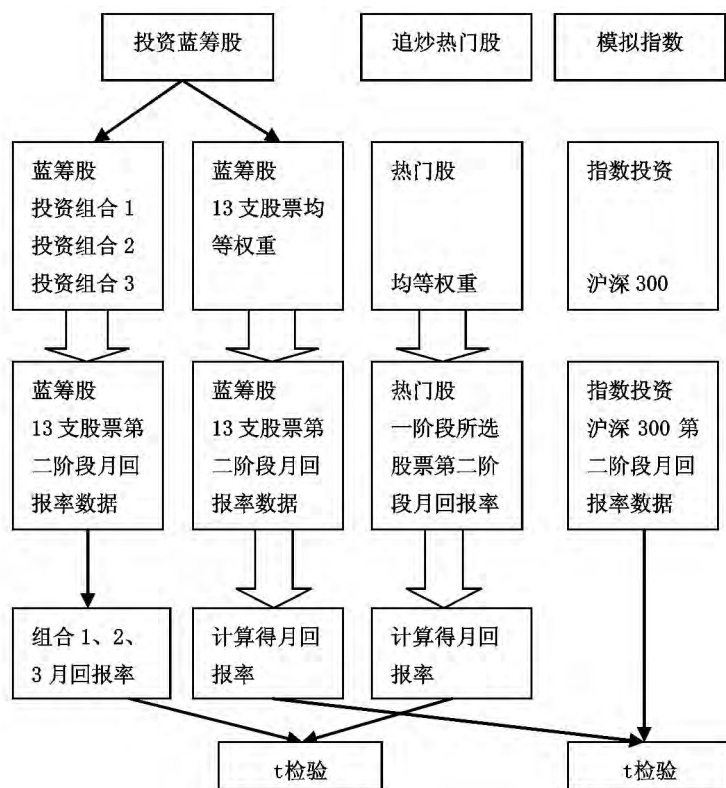 投资蓝筹股
追炒热门股
模拟指数
蓝筹股
投资组合 1
投资组合 2
投资组合 3
蓝筹股
13 支股票均
等权重
热门股
均等权重
指数投资
沪深 300
蓝筹股
13 支股票第
二阶段月回
报率数据
蓝筹股
13 支股票第
二阶段月回
报率数据
热门股
一阶段所选
股票第二阶
段月回报率
指数投资
沪深 300 第
二阶段月回
报率数据
组合 1、2、
3 月回报率
计算得月回
报率
计算得月回
报率
t检验
t检验